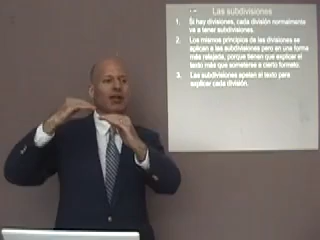 Las subdivisiones
1. Si hay divisiones, cada división normalmente
va a tener subdivisiones.
2. Los mismos principios de las divisiones se
aplican a las subdivisiones pero en una forma
más relajada, porque tienen que explicar el
texto más que someterse a cierto formato.
3. Las subdivisiones apelan al texto para
explicar cada división.